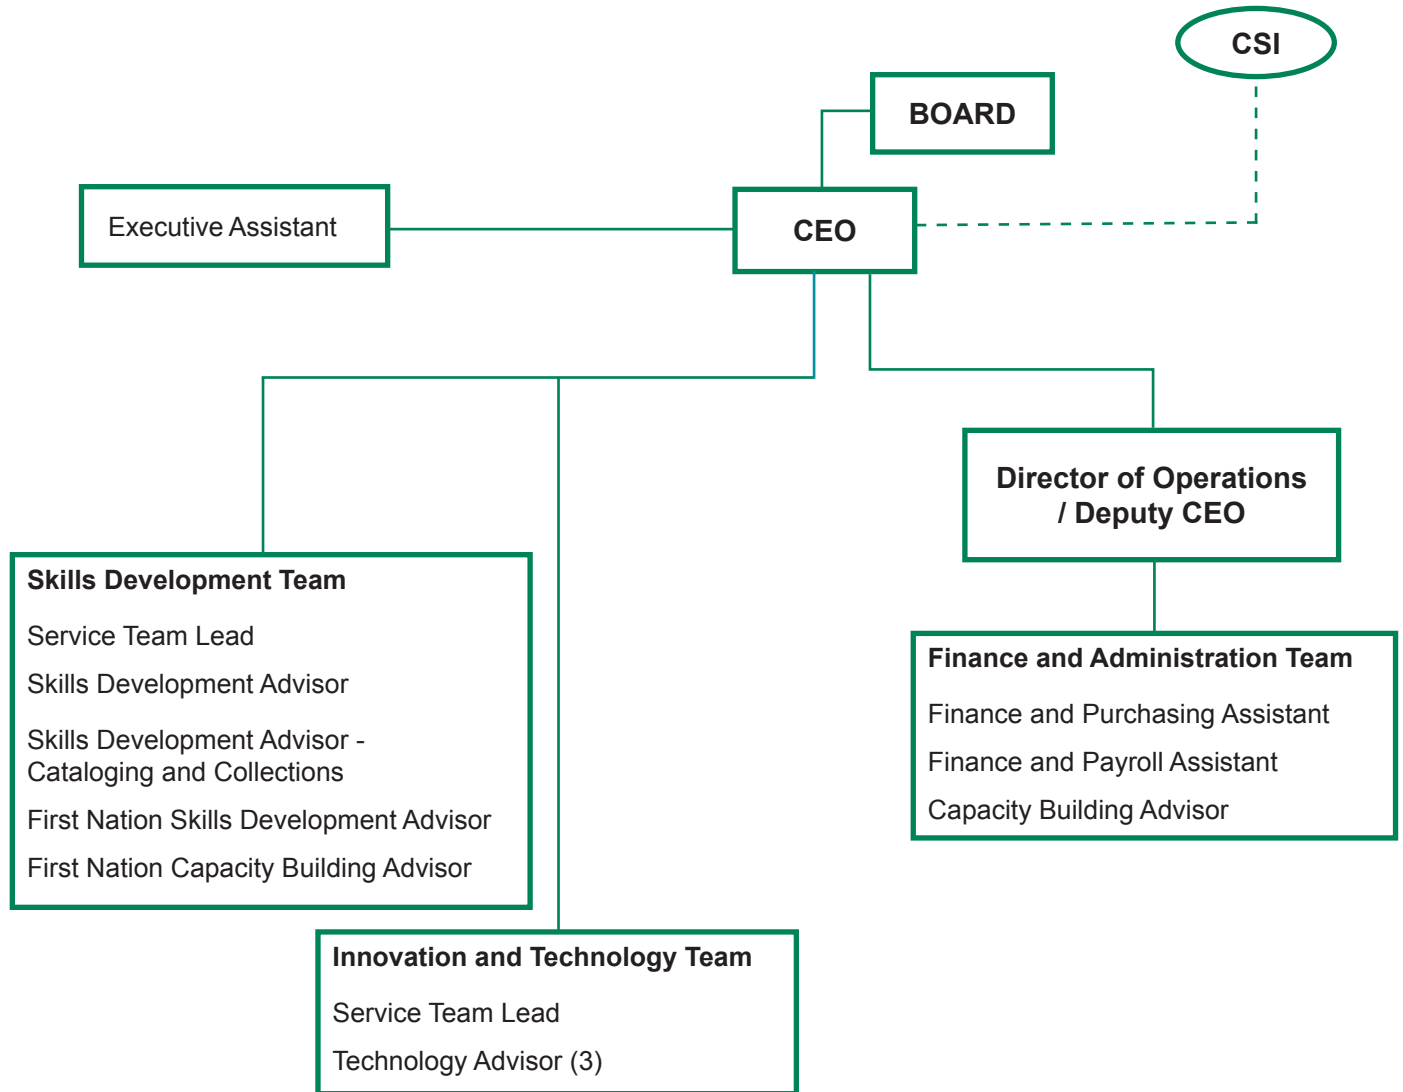 CSI
BOARD
Executive Assistant
CEO
Director of Operations
/ Deputy CEO
Skills Development Team
Service Team Lead
Skills Development Advisor
Skills Development Advisor -
Cataloging and Collections
First Nation Skills Development Advisor
First Nation Capacity Building Advisor
Finance and Administration Team
Finance and Purchasing Assistant
Finance and Payroll Assistant
Capacity Building Advisor
Innovation and Technology Team
Service Team Lead
Technology Advisor (3)